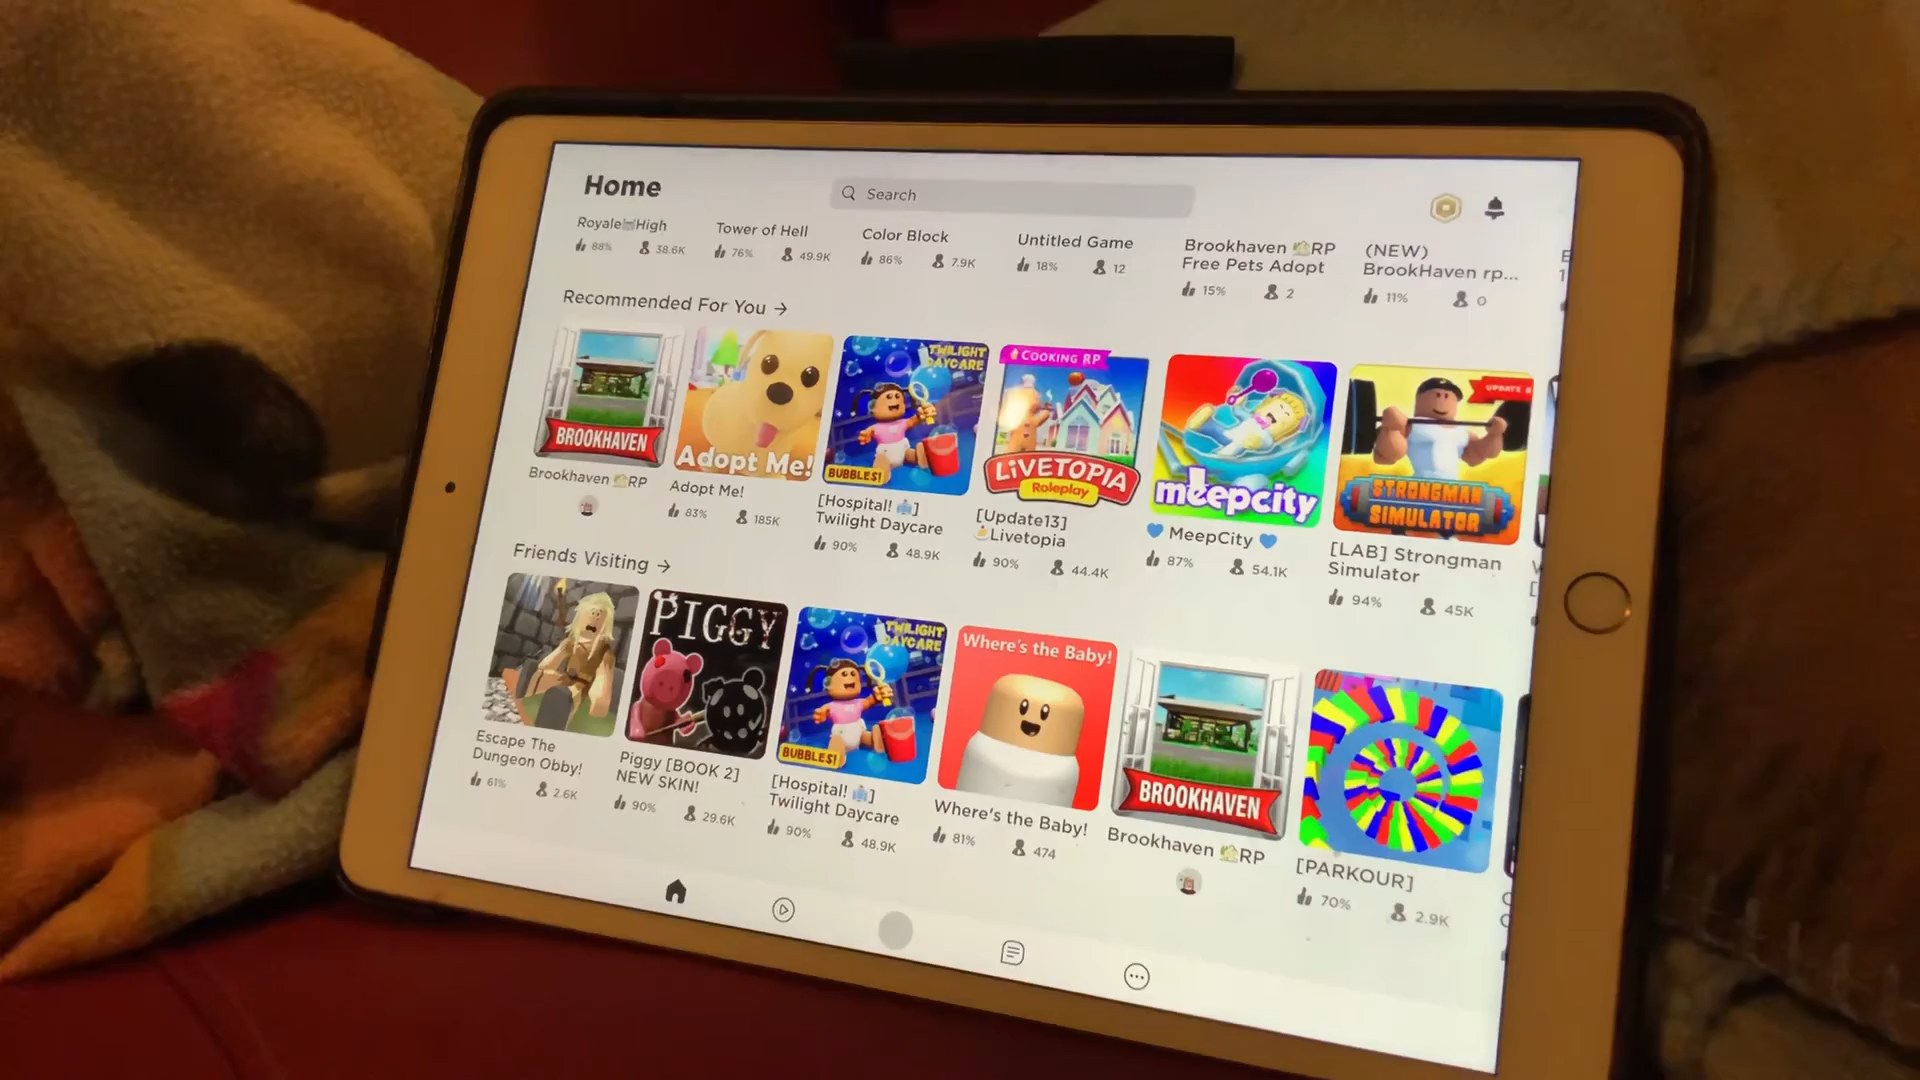 Home
Search
Royale High
88% 38.6K
Tower of Hell
76% 49.9K
Color Block
86% 7.9K
Untitled Game
18% 12
Brookhaven RP
Free Pets Adopt
15% 2
(NEW)
BrookHaven rp...
11% 0
Recommended For You →
BROOKHAVEN
Brookhaven RP
Adopt Me!
Adopt Me!
83% 185K
TWILIGHT
DAYCARE
BUBBLES!
[Hospital! ]
Twilight Daycare
90% 48.9K
COOKING RP
LIVETOPIA
Roleplay
[Update13]
Livetopia
90% 44.4K
meepcity
MeepCity
87% 54.1K
UPDATE
STRONGMAN
SIMULATOR
[LAB] Strongman
Simulator
94% 45K
Friends Visiting →
Escape The
Dungeon Obby!
61% 2.6K
PIGGY
Piggy [BOOK 2]
NEW SKIN!
90% 29.6K
TWILIGHT
DAYCARE
BUBBLES!
[Hospital! ]
Twilight Daycare
90% 48.9K
Where's the Baby!
Where's the Baby!
81% 474
BROOKHAVEN
Brookhaven RP
[PARKOUR]
70% 2.9K